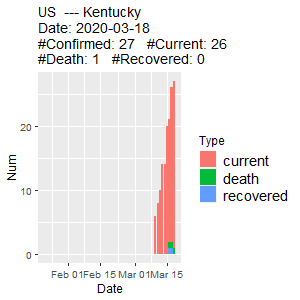 US  --- Kentucky
Date: 2020-03-18
#Confirmed: 27   #Current: 26
#Death: 1   #Recovered: 0
Num
20
10
0
Feb 01 Feb 15 Mar 01 Mar 15
Date
Type
current
death
recovered